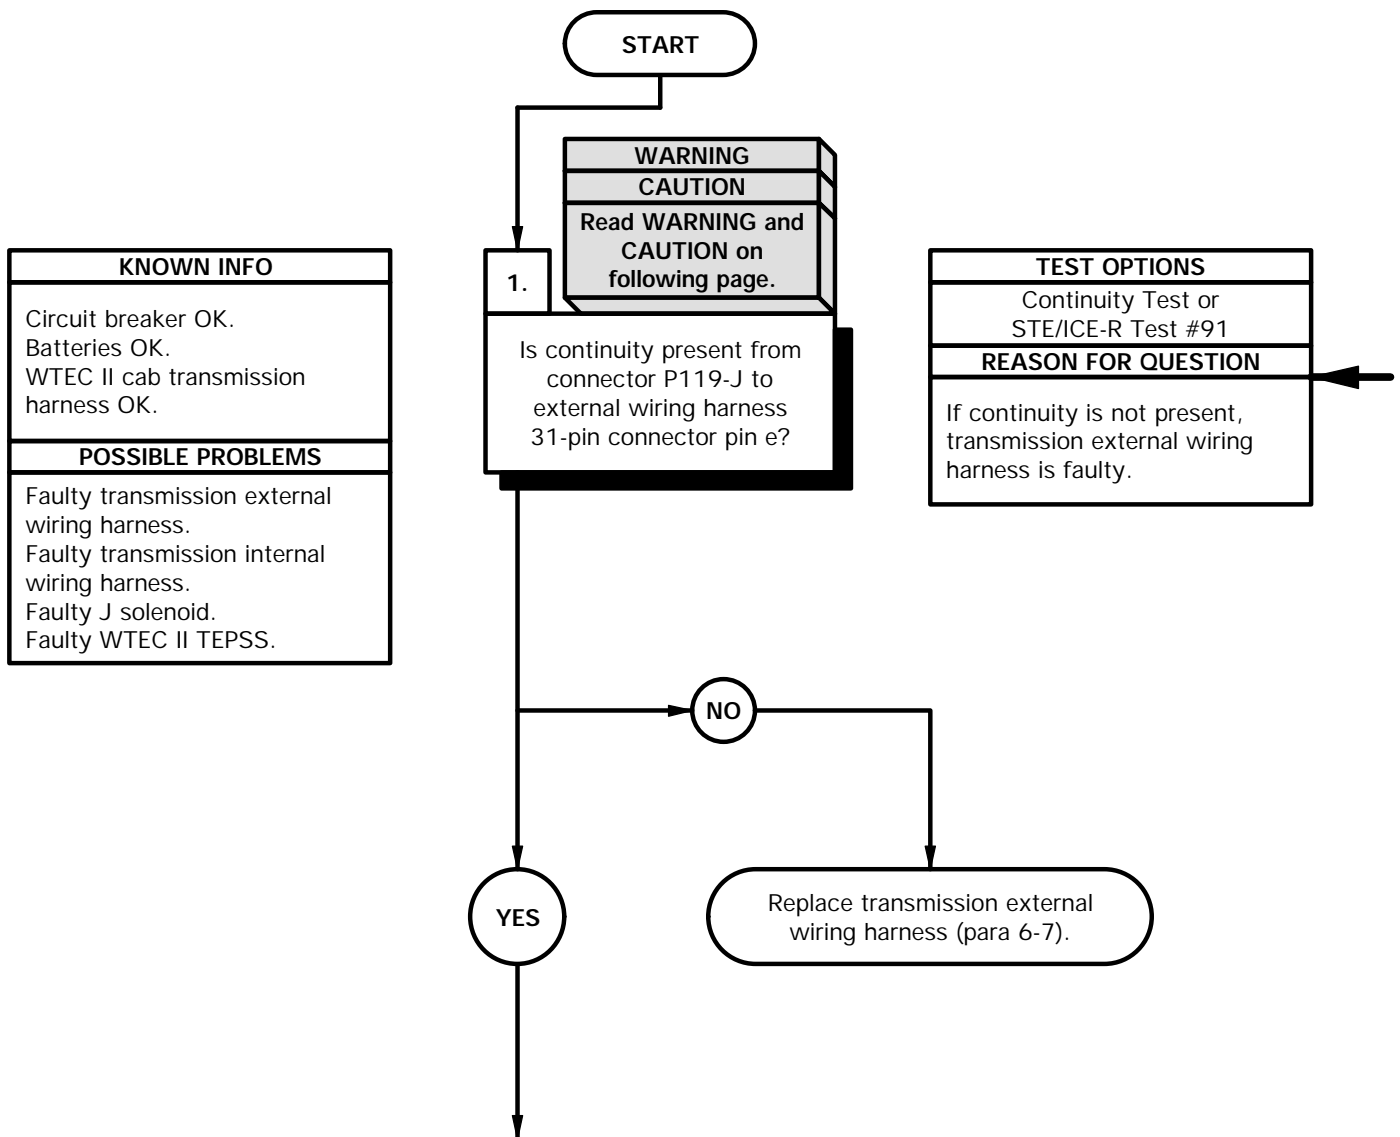 START
WARNING
CAUTION
Read WARNING and
CAUTION on
following page.
KNOWN INFO
Circuit breaker OK.
Batteries OK.
WTEC II cab transmission
harness OK.
POSSIBLE PROBLEMS
Faulty transmission external
wiring harness.
Faulty transmission internal
wiring harness.
Faulty J solenoid.
Faulty WTEC II TEPSS.
1.
Is continuity present from
connector P119-J to
external wiring harness
31-pin connector pin e?
TEST OPTIONS
Continuity Test or
STE/ICE-R Test #91
REASON FOR QUESTION
If continuity is not present,
transmission external wiring
harness is faulty.
NO
YES
Replace transmission external
wiring harness (para 6-7).